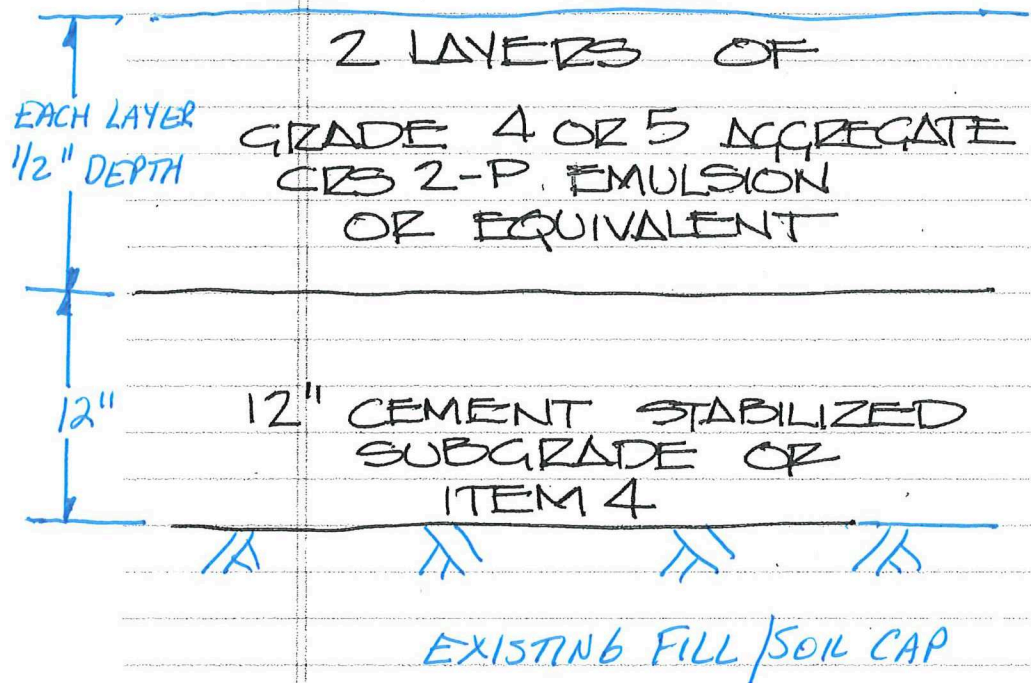 2 LAYERS OF
EACH LAYER
1/2" DEPTH
GRADE 4 OR 5 AGGREGATE
CRS 2-P. EMULSION
OR EQUIVALENT
12"
12" CEMENT STABILIZED
SUBGRADE OR
ITEM 4
EXISTING FILL/SOIL CAP